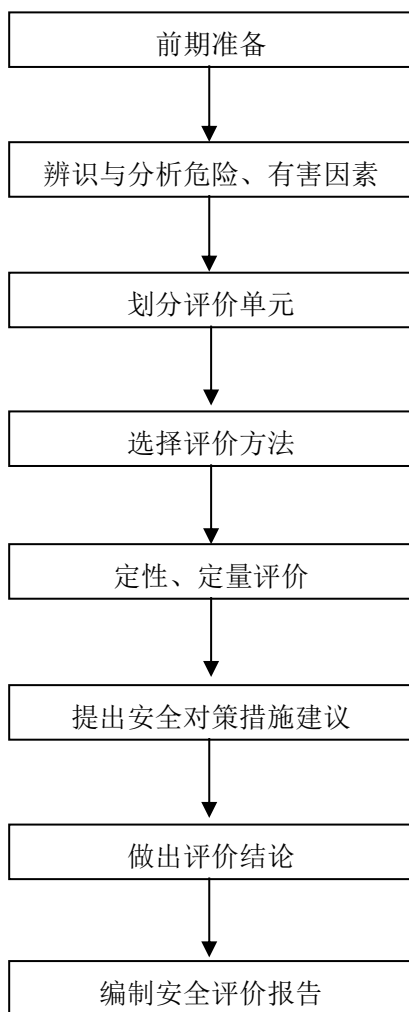 前期准备
辨识与分析危险、有害因素
划分评价单元
选择评价方法
定性、定量评价
提出安全对策措施建议
做出评价结论
编制安全评价报告